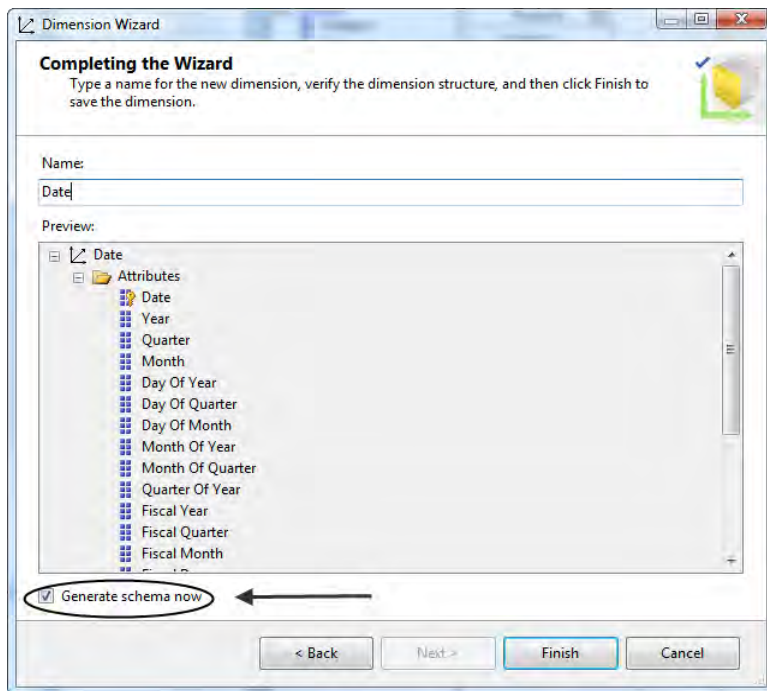 Dimension Wizard
Completing the Wizard
Type a name for the new dimension, verify the dimension structure, and then click Finish to
save the dimension.
Name:
Date
Preview:
Date
Attributes
Date
Year
Quarter
Month
Day Of Year
Day Of Quarter
Day Of Month
Month Of Year
Month Of Quarter
Quarter Of Year
Fiscal Year
Fiscal Quarter
Fiscal Month
Generate schema now
< Back
Next >
Finish
Cancel